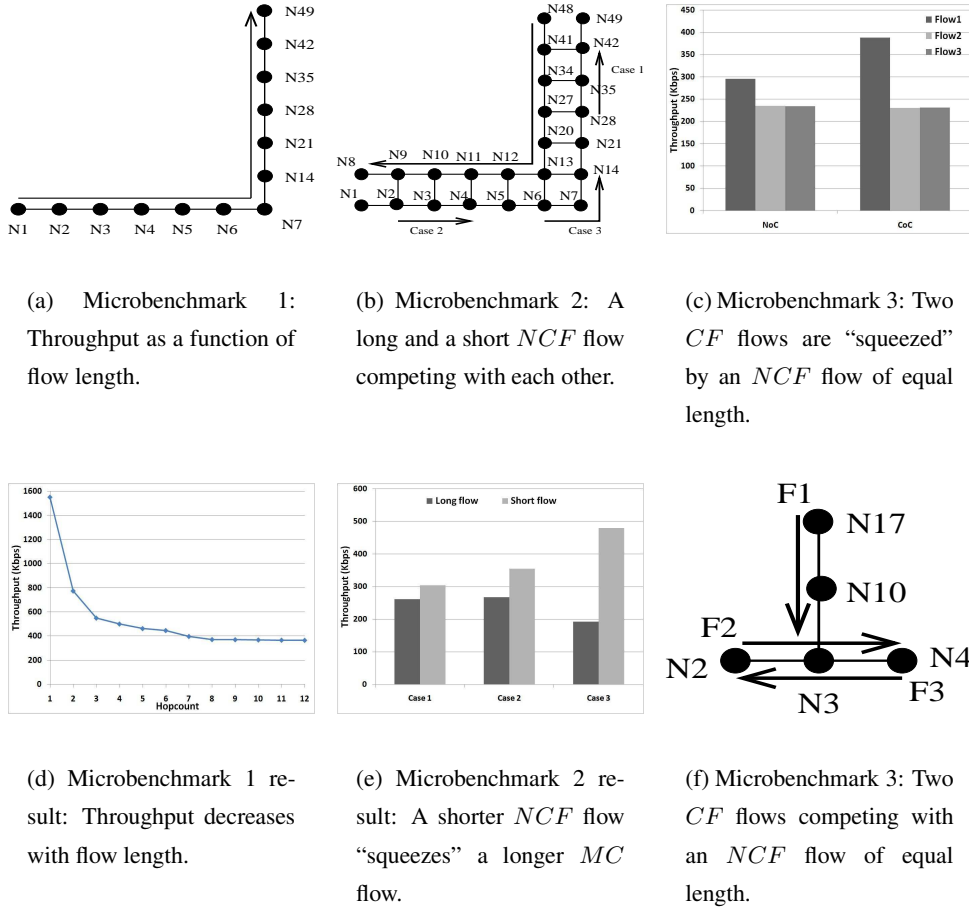 N49
N42
N35
N28
N21
N14
N1 N2 N3 N4 N5 N6 N7
N48 N49
N41 N42
Case 1
N34
N35
N27
N28
N20
N21
N8 N9 N10 N11 N12 N13 N14
N1 N2 N3 N4 N5 N6 N7
Case 2 Case 3
Throughput (Kbps)
450
400
350
300
250
200
150
100
50
0
NoC CoC
Flow1
Flow2
Flow3
(a) Microbenchmark 1:
Throughput as a function of
flow length.
(b) Microbenchmark 2: A
long and a short NCF flow
competing with each other.
(c) Microbenchmark 3: Two
CF flows are “squeezed”
by an NCF flow of equal
length.
Throughput (Kbps)
1600
1400
1200
1000
800
600
400
200
0
1 2 3 4 5 6 7 8 9 10 11 12
Hopcount
Throughput (Kbps)
600
500
400
300
200
100
0
Long flow Short flow
Case 1 Case 2 Case 3
F1
N17
N10
F2
N2 N4
N3 F3
(d) Microbenchmark 1 re-
sult: Throughput decreases
with flow length.
(e) Microbenchmark 2 re-
sult: A shorter NCF flow
“squeezes” a longer MC
flow.
(f) Microbenchmark 3: Two
CF flows competing with
an NCF flow of equal
length.